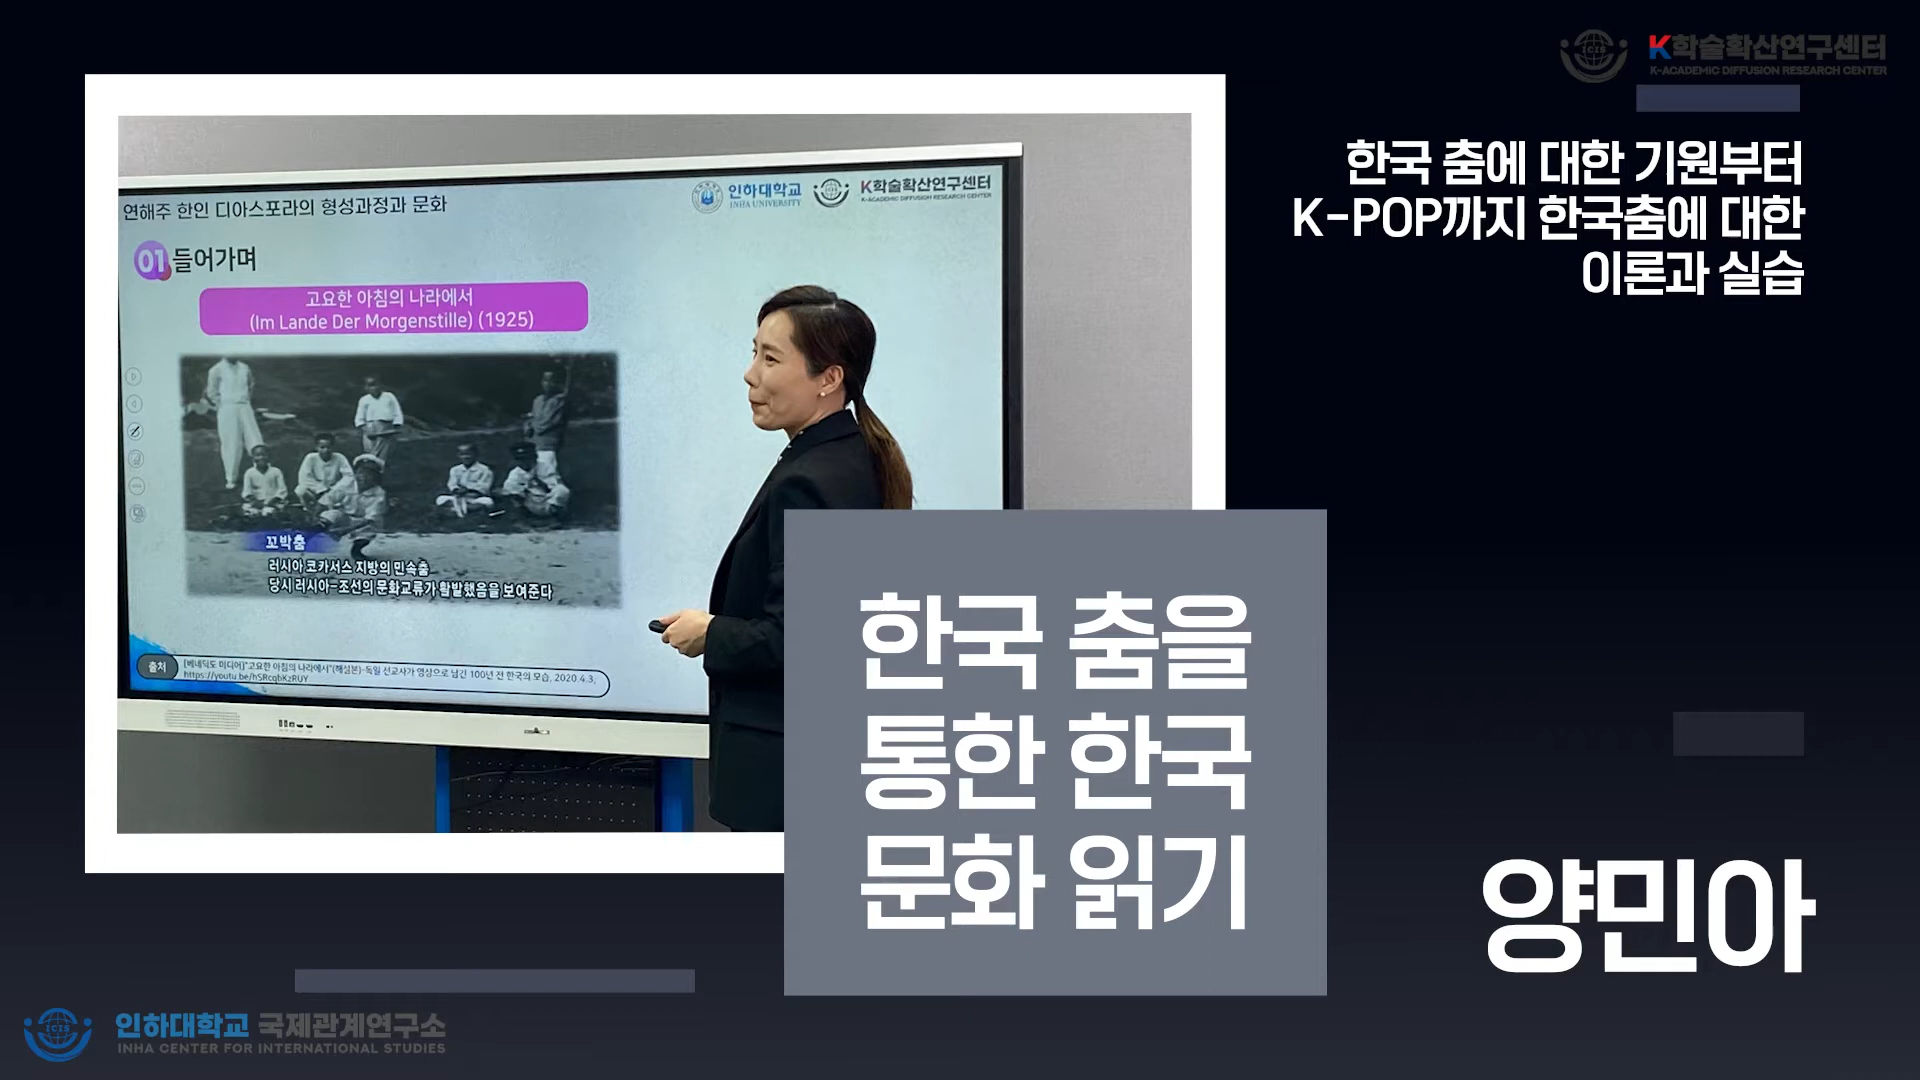 K학술확산연구센터
K-ACADEMIC DIFFUSION RESEARCH CENTER
한국 춤에 대한 기원부터
K-POP까지 한국춤에 대한
이론과 실습
연해주 한인 디아스포라의 형성과정과 문화
인하대학교
INHA UNIVERSITY
K학술확산연구센터
K-ACADEMIC DIFFUSION RESEARCH CENTER
01 들어가며
고요한 아침의 나라에서
(Im Lande Der Morgenstille) (1925)
꼬박춤
러시아 코카서스 지방의 민속춤
당시 러시아-조선의 문화교류가 활발했음을 보여준다
출처
[베네딕도 미디어]"고요한 아침의 나라에서"(해설본)-독일 선교사가 영상으로 남긴 100년 전 한국의 모습, 2020.4.3,
https://youtu.be/hSRcqbKzRUY
한국 춤을
통한 한국
문화 읽기
양민아
ICIS
인하대학교 국제관계연구소
INHA CENTER FOR INTERNATIONAL STUDIES